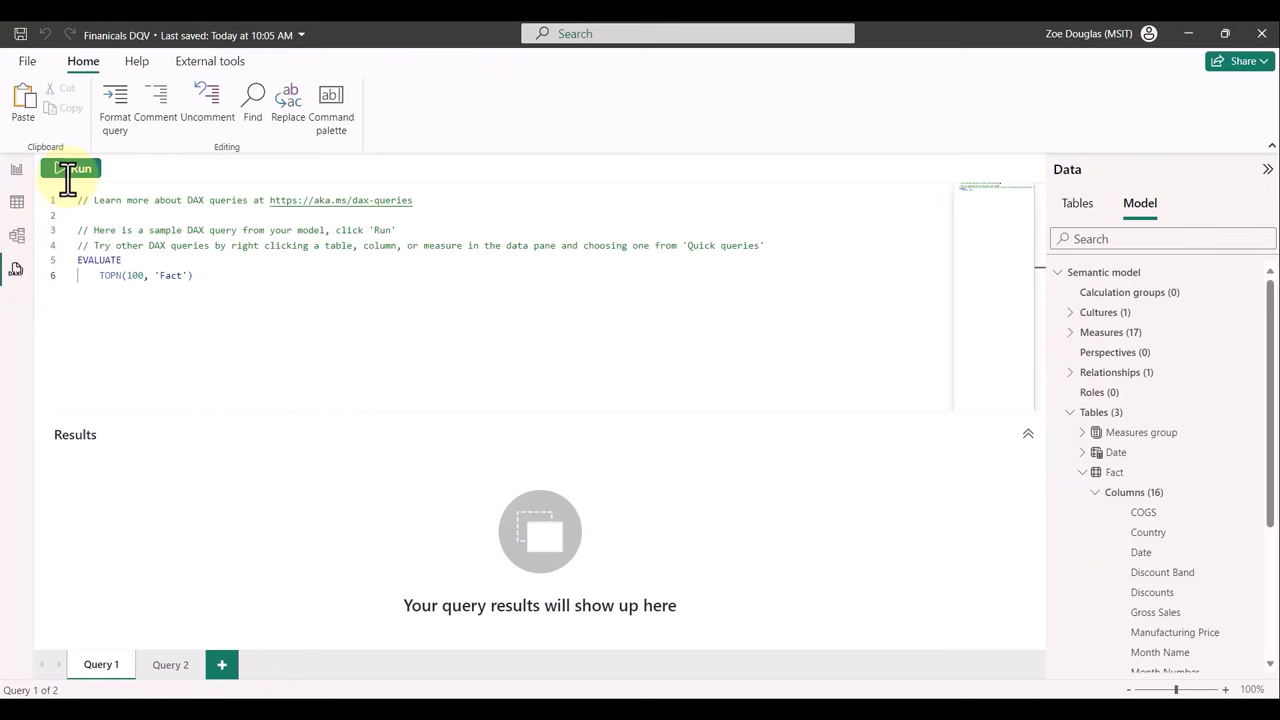 Finanicals DQV • Last saved: Today at 10:05 AM
Search
Zoe Douglas (MSIT)
File
Home
Help
External tools
Share
Paste
Cut
Copy
Format query
Comment
Uncomment
Find
Replace
Command palette
Clipboard
Editing
Run
1 // Learn more about DAX queries at https://aka.ms/dax-queries
2
3 // Here is a sample DAX query from your model, click 'Run'
4 // Try other DAX queries by right clicking a table, column, or measure in the data pane and choosing one from 'Quick queries'
5 EVALUATE
6 TOPN(100, 'Fact')
Results
Your query results will show up here
Query 1
Query 2
Query 1 of 2
Data
Tables
Model
Search
Semantic model
Calculation groups (0)
Cultures (1)
Measures (17)
Perspectives (0)
Relationships (1)
Roles (0)
Tables (3)
Measures group
Date
Fact
Columns (16)
COGS
Country
Date
Discount Band
Discounts
Gross Sales
Manufacturing Price
Month Name
Month Number
100%